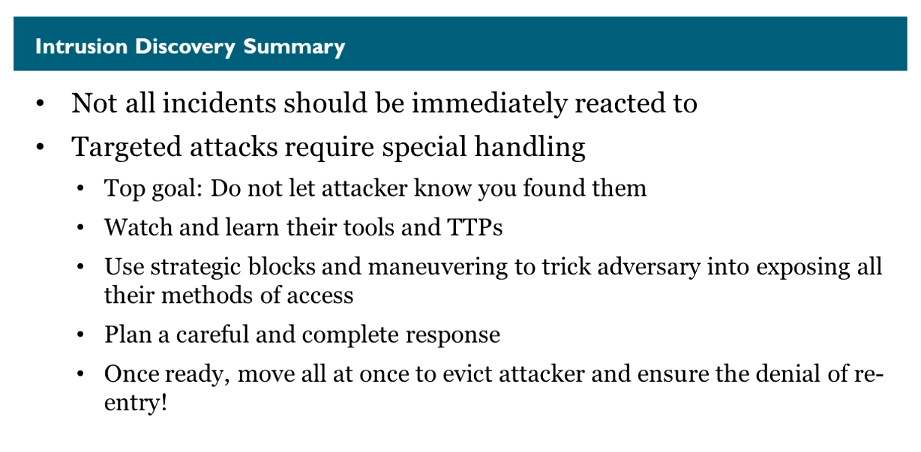 Intrusion Discovery Summary
• Not all incidents should be immediately reacted to
• Targeted attacks require special handling
• Top goal: Do not let attacker know you found them
• Watch and learn their tools and TTPs
• Use strategic blocks and maneuvering to trick adversary into exposing all
their methods of access
• Plan a careful and complete response
• Once ready, move all at once to evict attacker and ensure the denial of re-
entry!